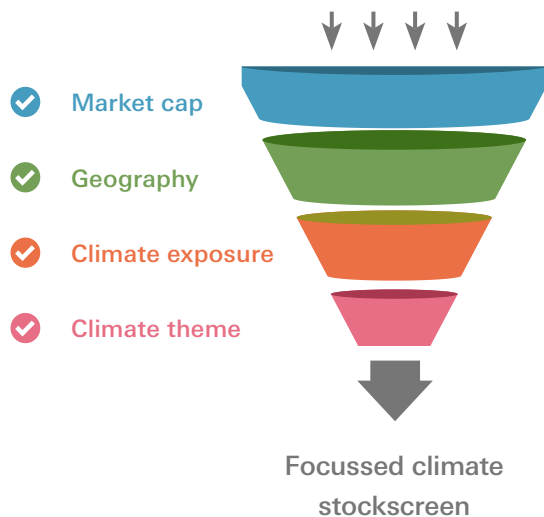 Market cap
Geography
Climate exposure
Climate theme
Focussed climate
stockscreen